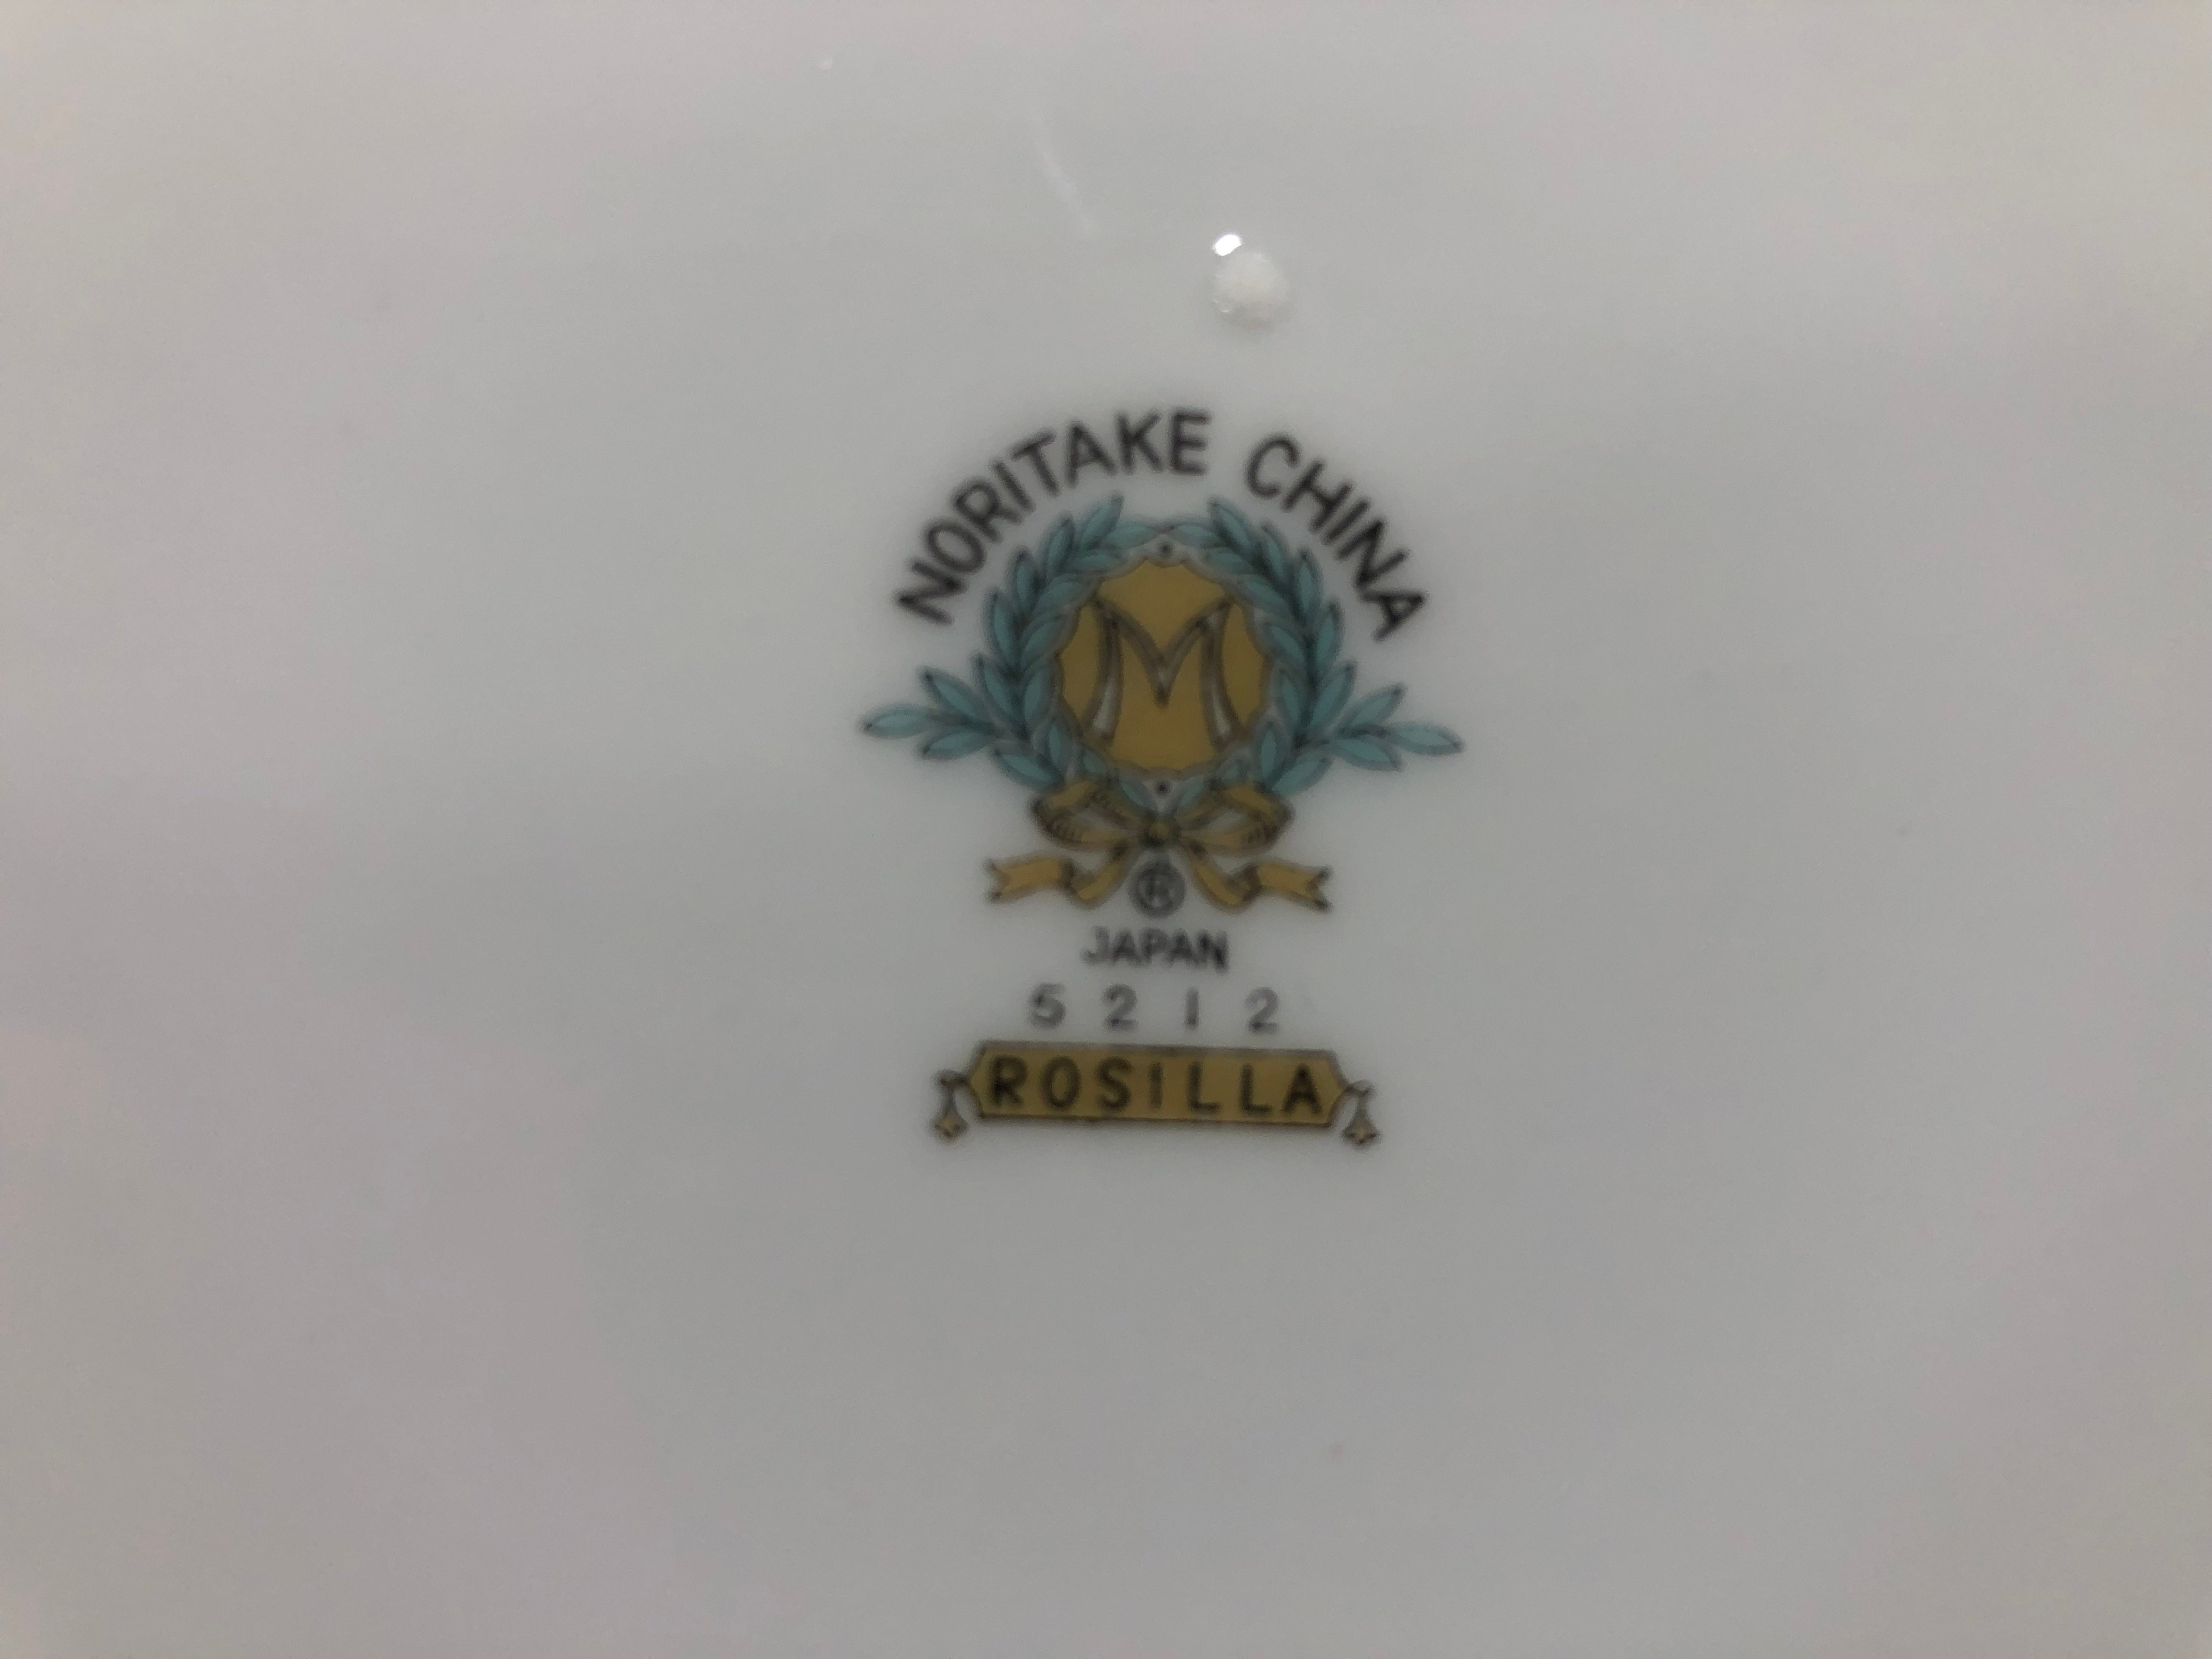 NORITAKE CHINA
M
®
JAPAN
5212
ROSILLA